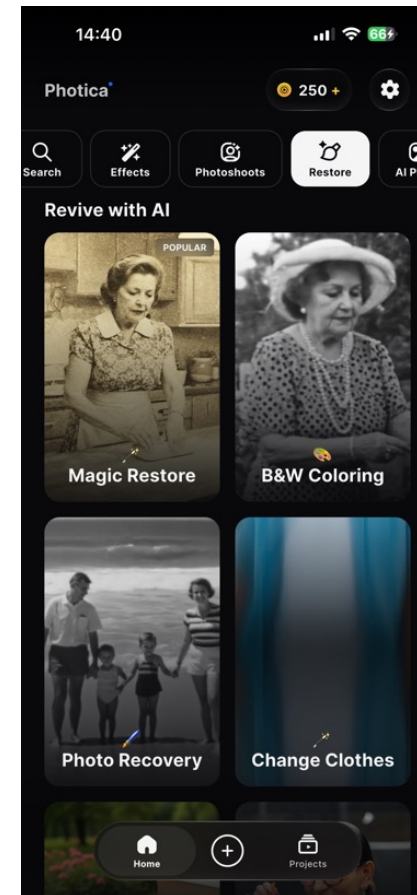 14:40
66
Photica
250 +
Search
Effects
Photoshoots
Restore
AI P
Revive with AI
POPULAR
Magic Restore
B&W Coloring
Photo Recovery
Change Clothes
Home
Projects